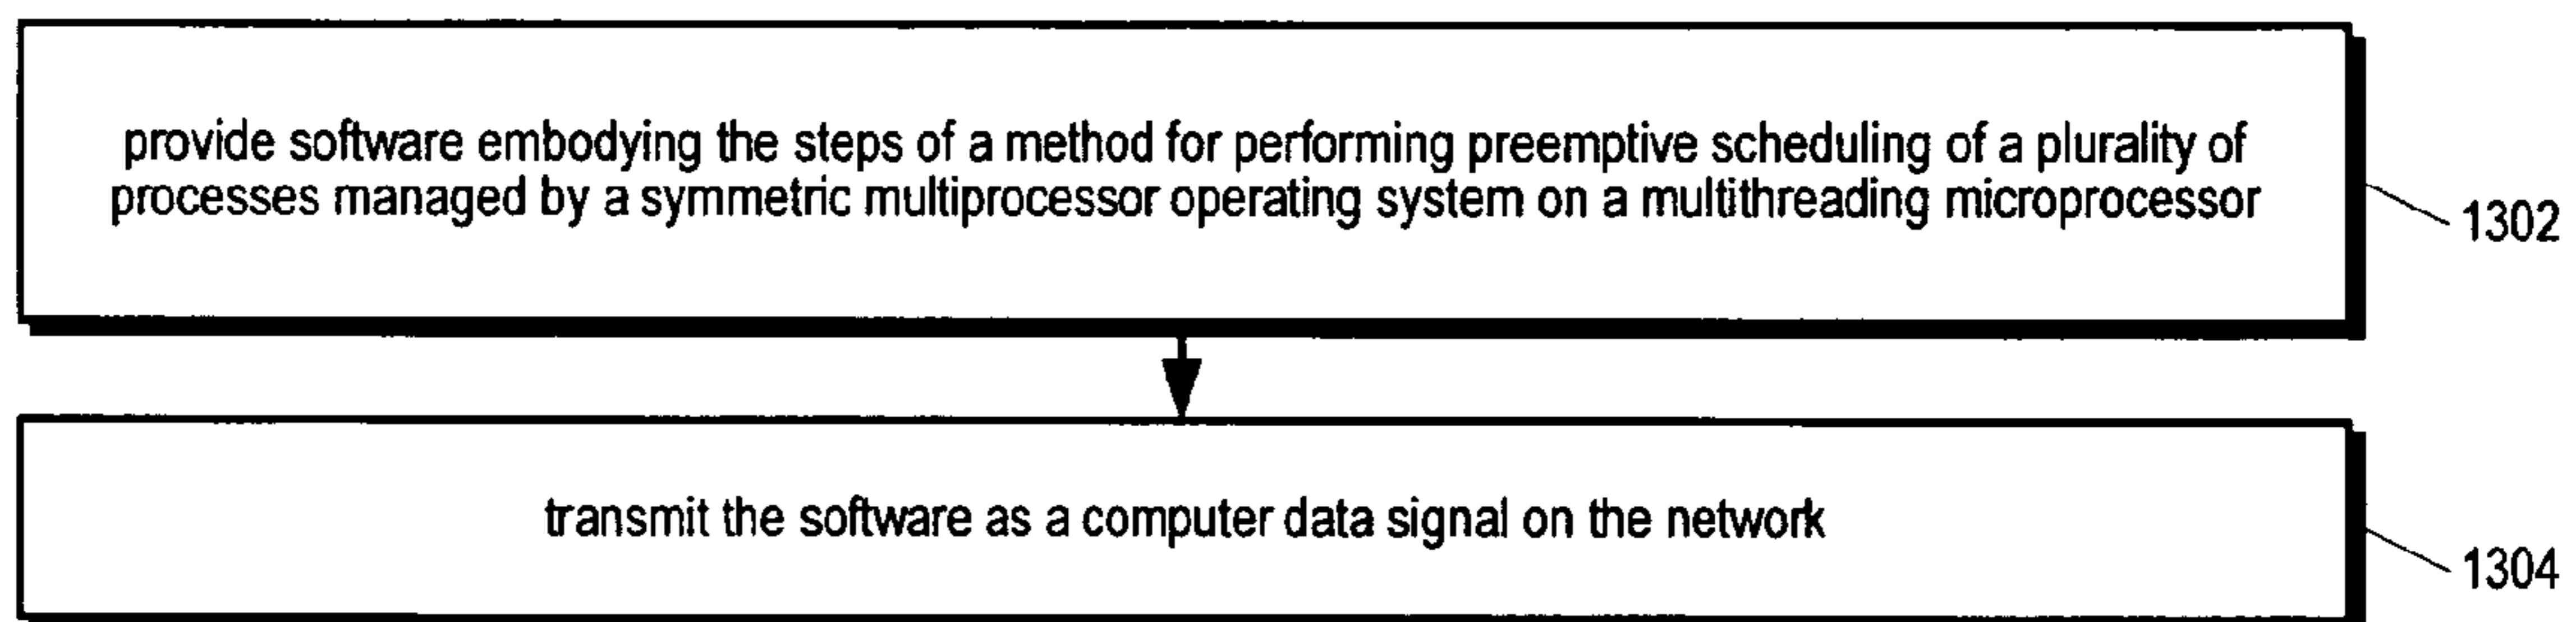 provide software embodying the steps of a method for performing preemptive scheduling of a plurality of
processes managed by a symmetric multiprocessor operating system on a multithreading microprocessor
1302
transmit the software as a computer data signal on the network
1304